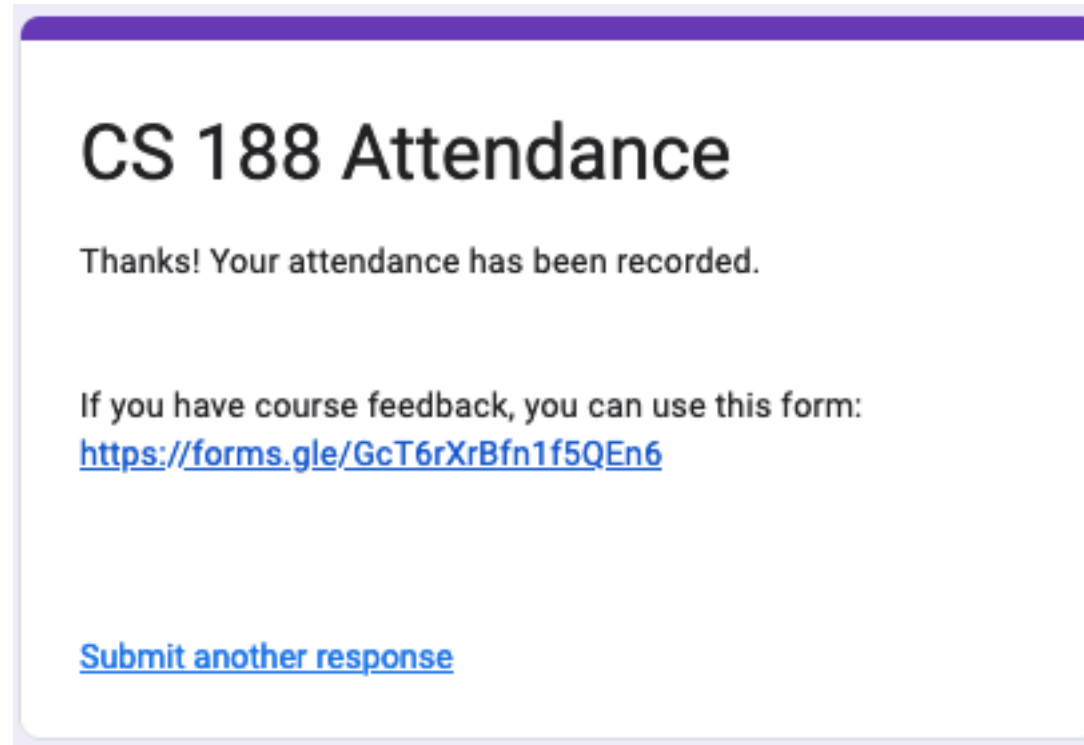 CS 188 Attendance
Thanks! Your attendance has been recorded.
If you have course feedback, you can use this form:
https://forms.gle/GcT6rXrBfn1f5QEn6
Submit another response